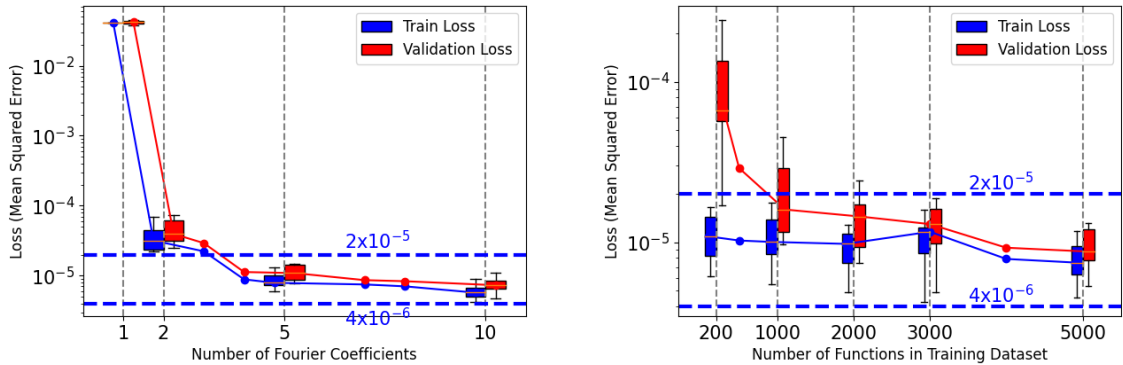 Train Loss
Validation Loss
10⁻²
10⁻³
10⁻⁴
10⁻⁵
2x10⁻⁵
4x10⁻⁶
1 2 5 10
Number of Fourier Coefficients
Loss (Mean Squared Error)
Train Loss
Validation Loss
10⁻⁴
10⁻⁵
2x10⁻⁵
4x10⁻⁶
200 1000 2000 3000 5000
Number of Functions in Training Dataset
Loss (Mean Squared Error)